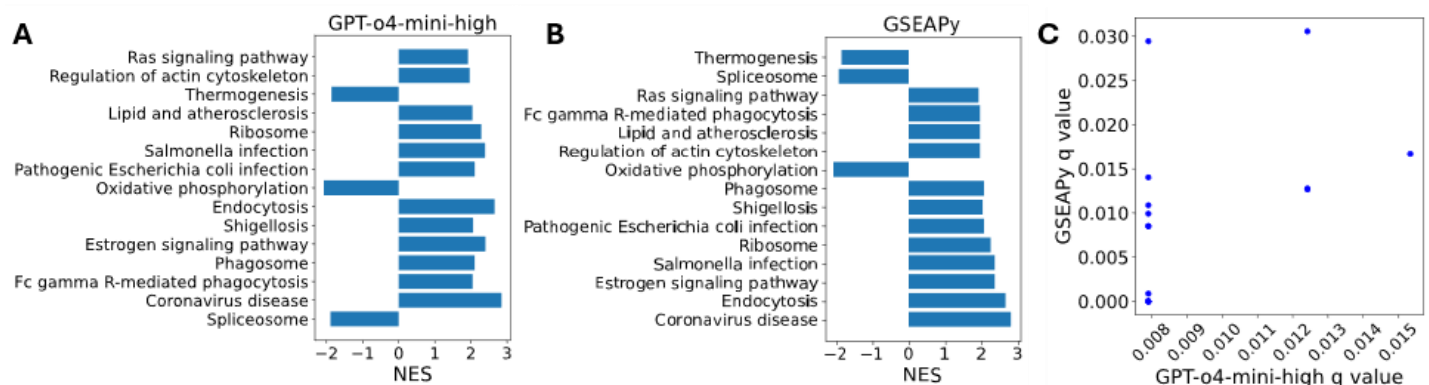 A
GPT-o4-mini-high
Ras signaling pathway
Regulation of actin cytoskeleton
Thermogenesis
Lipid and atherosclerosis
Ribosome
Salmonella infection
Pathogenic Escherichia coli infection
Oxidative phosphorylation
Endocytosis
Shigellosis
Estrogen signaling pathway
Phagosome
Fc gamma R-mediated phagocytosis
Coronavirus disease
Spliceosome
−2 −1 0 1 2 3
NES
B
GSEAPy
Thermogenesis
Spliceosome
Ras signaling pathway
Fc gamma R-mediated phagocytosis
Lipid and atherosclerosis
Regulation of actin cytoskeleton
Oxidative phosphorylation
Phagosome
Shigellosis
Pathogenic Escherichia coli infection
Ribosome
Salmonella infection
Estrogen signaling pathway
Endocytosis
Coronavirus disease
−2 −1 0 1 2 3
NES
C
GSEAPy q value
0.030
0.025
0.020
0.015
0.010
0.005
0.000
0.008 0.009 0.010 0.011 0.012 0.013 0.014 0.015
GPT-o4-mini-high q value